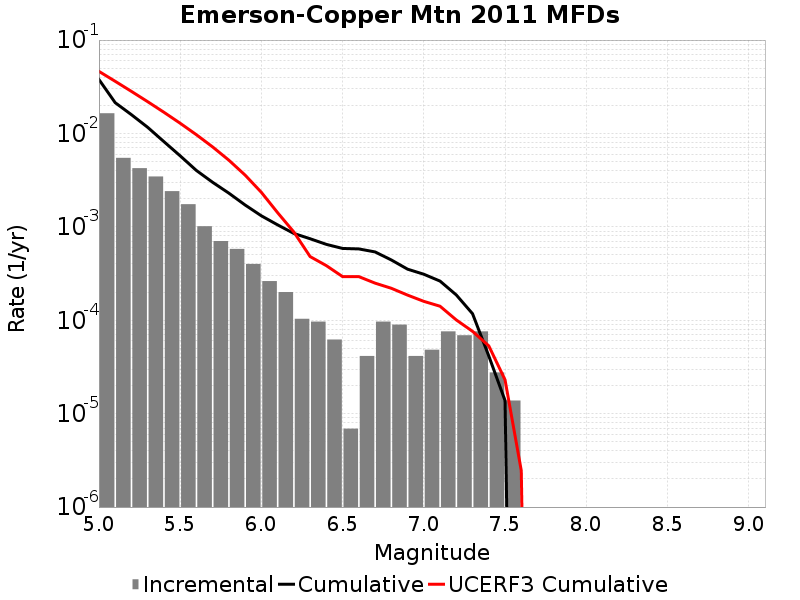 Emerson-Copper Mtn 2011 MFDs
10-1
10-2
10-3
10-4
10-5
10-6
Rate (1/yr)
5.0 5.5 6.0 6.5 7.0 7.5 8.0 8.5 9.0
Magnitude
Incremental Cumulative UCERF3 Cumulative